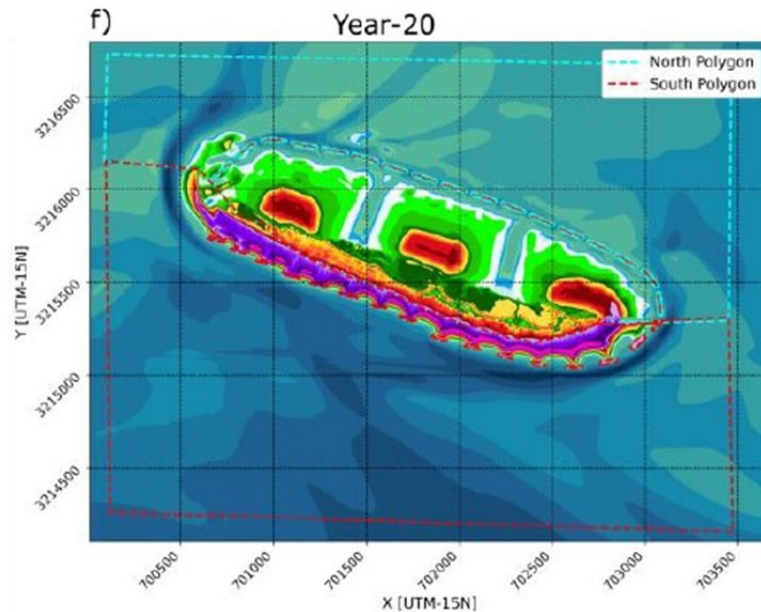 f)
Year-20
North Polygon
South Polygon
3216500
3216000
3215500
3215000
3214500
Y [UTM-15N]
700500
701000
701500
702000
702500
703000
703500
X [UTM-15N]